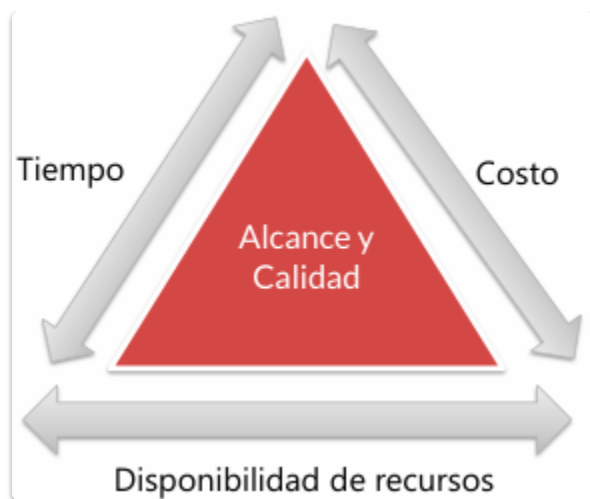 Tiempo
Costo
Alcance y
Calidad
Disponibilidad de recursos